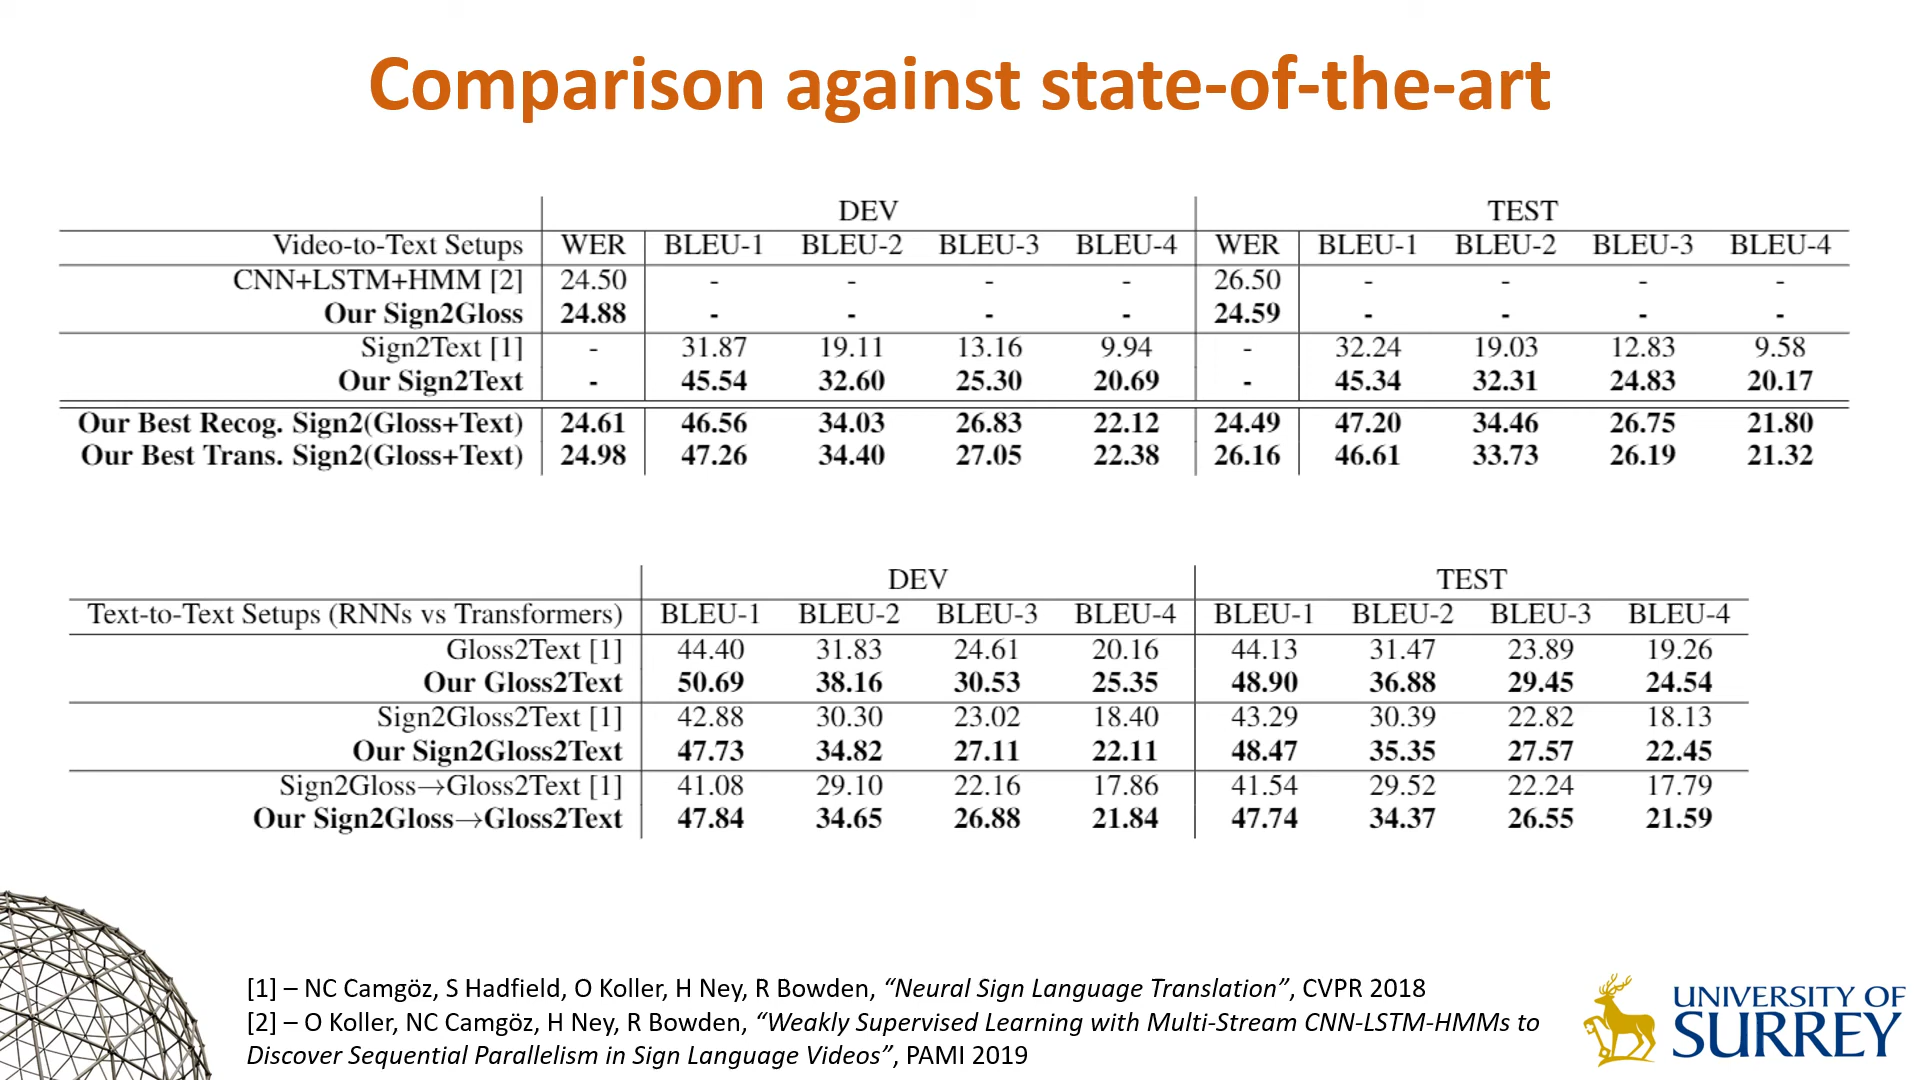 Comparison against state-of-the-art
DEV TEST
Video-to-Text Setups WER BLEU-1 BLEU-2 BLEU-3 BLEU-4 WER BLEU-1 BLEU-2 BLEU-3 BLEU-4
CNN+LSTM+HMM [2] 24.50 - - - - 26.50 - - - -
Our Sign2Gloss 24.88 - - - - 24.59 - - - -
Sign2Text [1] - 31.87 19.11 13.16 9.94 - 32.24 19.03 12.83 9.58
Our Sign2Text - 45.54 32.60 25.30 20.69 - 45.34 32.31 24.83 20.17
Our Best Recog. Sign2(Gloss+Text) 24.61 46.56 34.03 26.83 22.12 24.49 47.20 34.46 26.75 21.80
Our Best Trans. Sign2(Gloss+Text) 24.98 47.26 34.40 27.05 22.38 26.16 46.61 33.73 26.19 21.32
DEV TEST
Text-to-Text Setups (RNNs vs Transformers) BLEU-1 BLEU-2 BLEU-3 BLEU-4 BLEU-1 BLEU-2 BLEU-3 BLEU-4
Gloss2Text [1] 44.40 31.83 24.61 20.16 44.13 31.47 23.89 19.26
Our Gloss2Text 50.69 38.16 30.53 25.35 48.90 36.88 29.45 24.54
Sign2Gloss2Text [1] 42.88 30.30 23.02 18.40 43.29 30.39 22.82 18.13
Our Sign2Gloss2Text 47.73 34.82 27.11 22.11 48.47 35.35 27.57 22.45
Sign2Gloss→Gloss2Text [1] 41.08 29.10 22.16 17.86 41.54 29.52 22.24 17.79
Our Sign2Gloss→Gloss2Text 47.84 34.65 26.88 21.84 47.74 34.37 26.55 21.59
[1] – NC Camgöz, S Hadfield, O Koller, H Ney, R Bowden, “Neural Sign Language Translation”, CVPR 2018
[2] – O Koller, NC Camgöz, H Ney, R Bowden, “Weakly Supervised Learning with Multi-Stream CNN-LSTM-HMMs to
Discover Sequential Parallelism in Sign Language Videos”, PAMI 2019
UNIVERSITY OF
SURREY